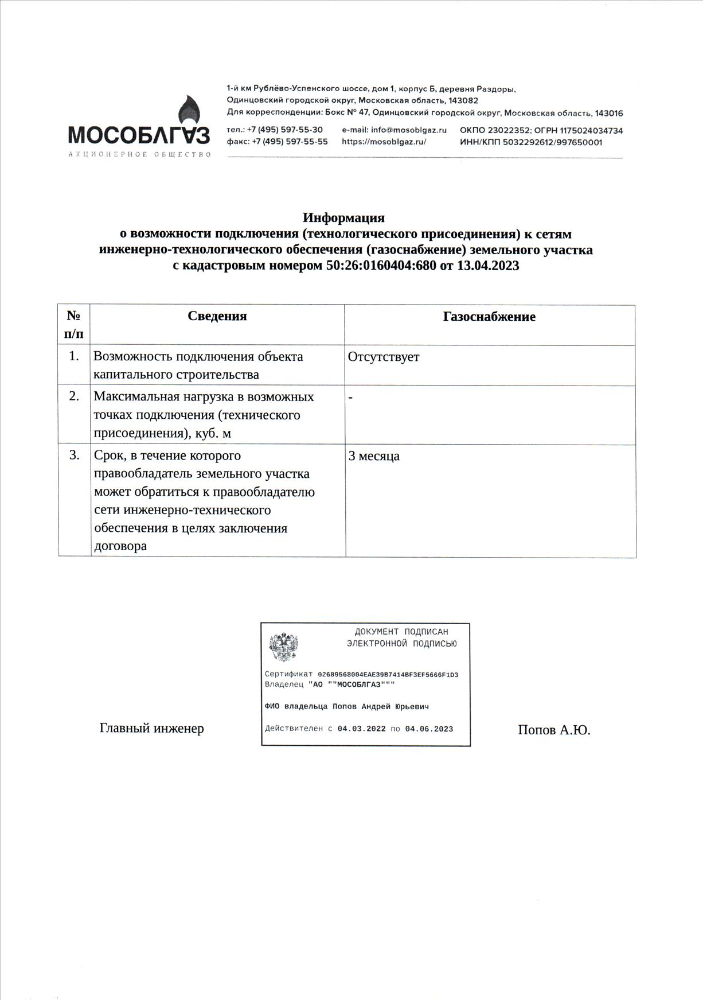 1-й км Рублёво-Успенского шоссе, дом 1, корпус Б, деревня Раздоры,
Одинцовский городской округ, Московская область, 143082
Для корреспонденции: Бокс № 47, Одинцовский городской округ, Московская область, 143016
тел.: +7 (495) 597-55-30 e-mail: info@mosoblgaz.ru ОКПО 23022352; ОГРН 1175024034734
факс: +7 (495) 597-55-55 https://mosoblgaz.ru/ ИНН/КПП 5032292612/997650001
МОСОБЛГАЗ
АКЦИОНЕРНОЕ ОБЩЕСТВО
Информация
о возможности подключения (технологического присоединения) к сетям
инженерно-технологического обеспечения (газоснабжение) земельного участка
с кадастровым номером 50:26:0160404:680 от 13.04.2023
№ Сведения Газоснабжение
п/п
1. Возможность подключения объекта Отсутствует
капитального строительства
2. Максимальная нагрузка в возможных -
точках подключения (технического
присоединения), куб. м
3. Срок, в течение которого 3 месяца
правообладатель земельного участка
может обратиться к правообладателю
сети инженерно-технического
обеспечения в целях заключения
договора
ДОКУМЕНТ ПОДПИСАН
ЭЛЕКТРОННОЙ ПОДПИСЬЮ
Сертификат 02689568004EAE39B7414BF3EF5666F1D3
Владелец "АО ""МОСОБЛГАЗ"""
ФИО владельца Попов Андрей Юрьевич
Действителен с 04.03.2022 по 04.06.2023
Главный инженер Попов А.Ю.